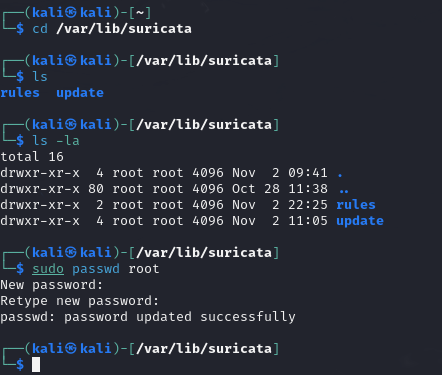 ┌──(kali㉿kali)-[~]
└─$ cd /var/lib/suricata
┌──(kali㉿kali)-[/var/lib/suricata]
└─$ ls
rules  update
┌──(kali㉿kali)-[/var/lib/suricata]
└─$ ls -la
total 16
drwxr-xr-x  4 root root 4096 Nov  2 09:41 .
drwxr-xr-x 80 root root 4096 Oct 28 11:38 ..
drwxr-xr-x  2 root root 4096 Nov  2 22:25 rules
drwxr-xr-x  4 root root 4096 Nov  2 11:05 update
┌──(kali㉿kali)-[/var/lib/suricata]
└─$ sudo passwd root
New password:
Retype new password:
passwd: password updated successfully
┌──(kali㉿kali)-[/var/lib/suricata]
└─$